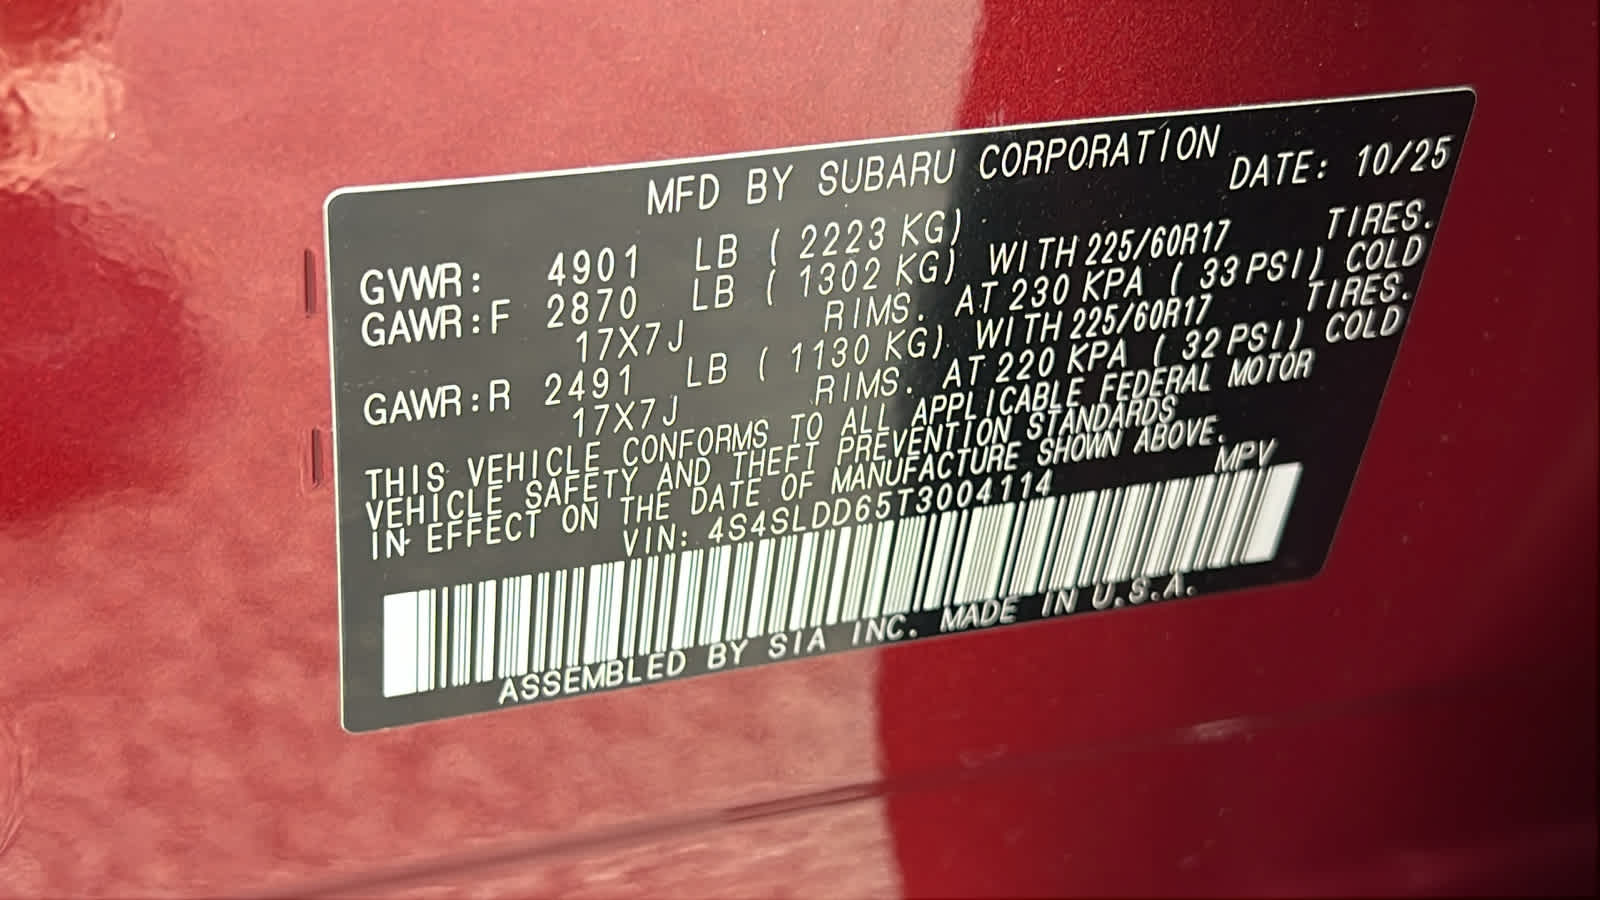 MFD BY SUBARU CORPORATION DATE: 10/25
GVWR: 4901 LB ( 2223 KG)
GAWR:F 2870 LB ( 1302 KG) WITH 225/60R17 TIRES.
17X7J RIMS. AT 230 KPA ( 33 PSI) COLD
GAWR:R 2491 LB ( 1130 KG) WITH 225/60R17 TIRES.
17X7J RIMS. AT 220 KPA ( 32 PSI) COLD
THIS VEHICLE CONFORMS TO ALL APPLICABLE FEDERAL MOTOR
VEHICLE SAFETY AND THEFT PREVENTION STANDARDS
IN EFFECT ON THE DATE OF MANUFACTURE SHOWN ABOVE.
VIN: 4S4SLDD65T3004114 MPV
ASSEMBLED BY SIA INC. MADE IN U.S.A.